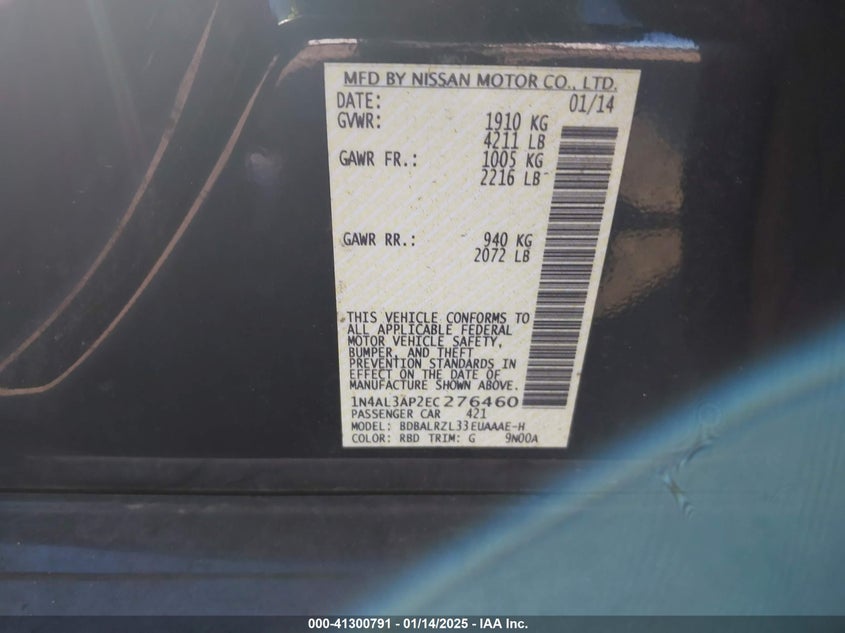 MFD BY NISSAN MOTOR CO., LTD.
DATE: 01/14
GVWR: 1910 KG
4211 LB
GAWR FR.: 1005 KG
2216 LB
GAWR RR.: 940 KG
2072 LB
THIS VEHICLE CONFORMS TO
ALL APPLICABLE FEDERAL
MOTOR VEHICLE SAFETY,
BUMPER, AND THEFT
PREVENTION STANDARDS IN
EFFECT ON THE DATE OF
MANUFACTURE SHOWN ABOVE.
1N4AL3AP2EC276460
PASSENGER CAR 421
MODEL: BDBALRZL33EUAAAE-H
COLOR: RBD TRIM: G 9N00A
000-41300791 - 01/14/2025 - IAA Inc.